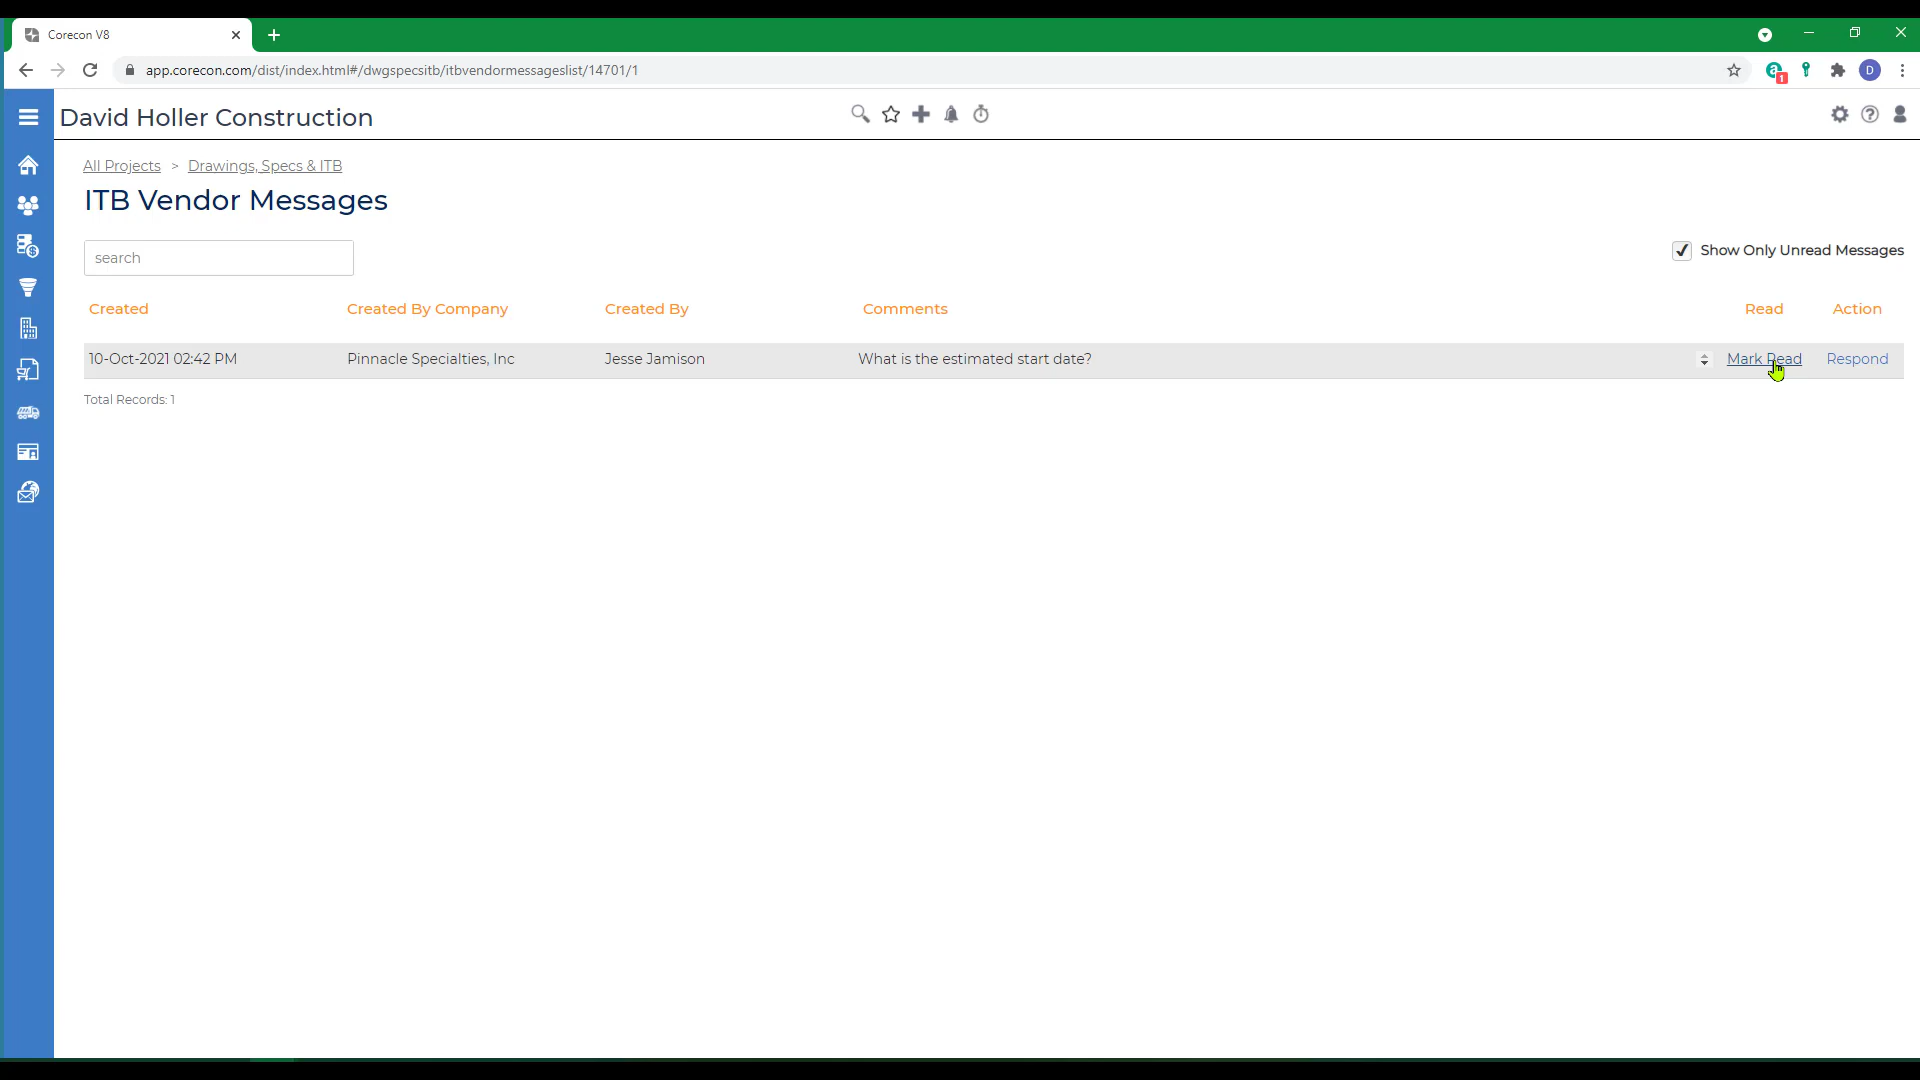 Corecon V8
app.corecon.com/dist/index.html#/dwgspecsitb/itbvendormessageslist/14701/1
a 1
D
David Holler Construction
All Projects > Drawings, Specs & ITB
ITB Vendor Messages
search
Show Only Unread Messages
Created Created By Company Created By Comments Read Action
10-Oct-2021 02:42 PM Pinnacle Specialties, Inc Jesse Jamison What is the estimated start date? Mark Read Respond
Total Records: 1